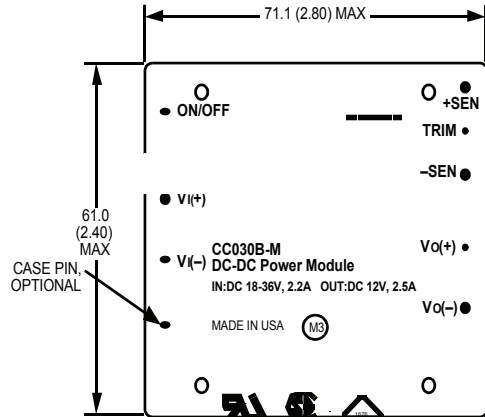 71.1 (2.80) MAX
+SEN
ON/OFF
TRIM
–SEN
VI(+)
61.0
(2.40)
MAX
CC030B-M
DC-DC Power Module
VO(+)
VI(–)
CASE PIN,
OPTIONAL
IN:DC 18-36V, 2.2A OUT:DC 12V, 2.5A
VO(–)
MADE IN USA M3